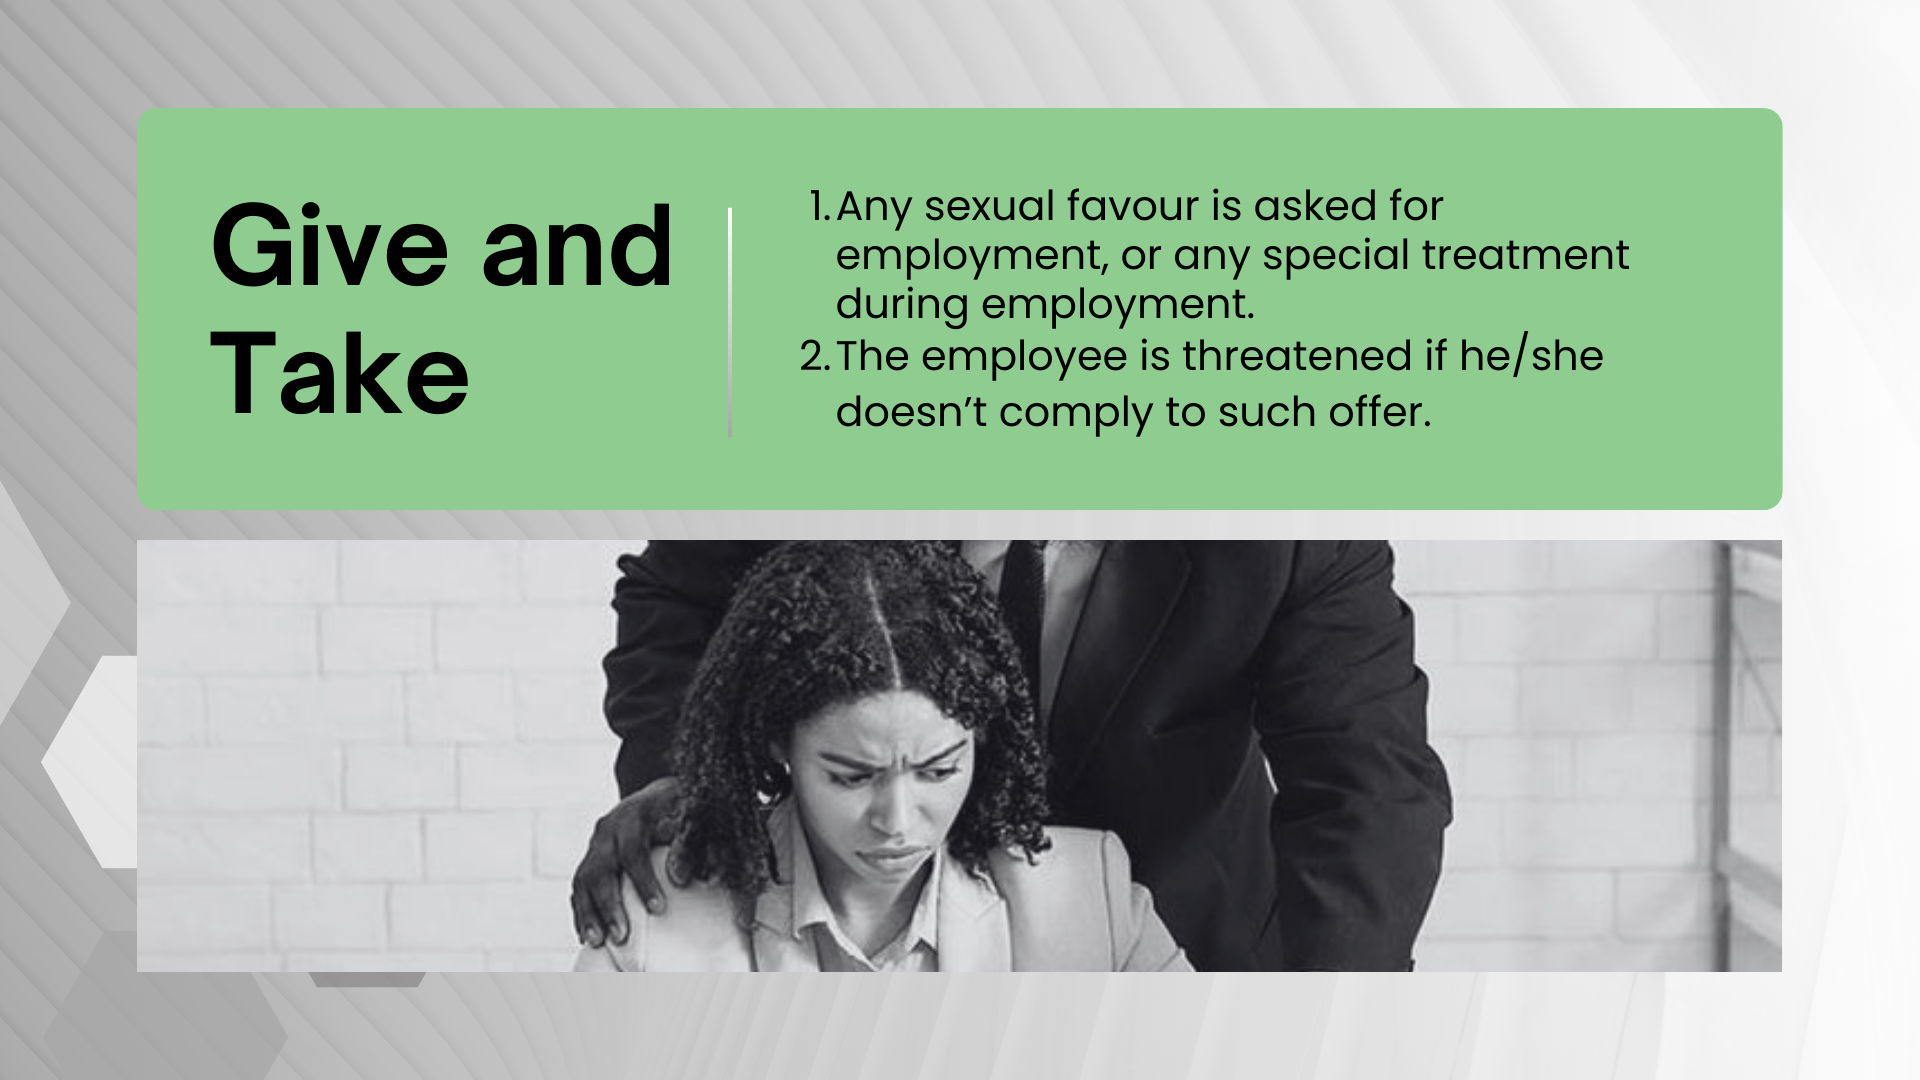 Give and
Take
1. Any sexual favour is asked for
employment, or any special treatment
during employment.
2. The employee is threatened if he/she
doesn’t comply to such offer.